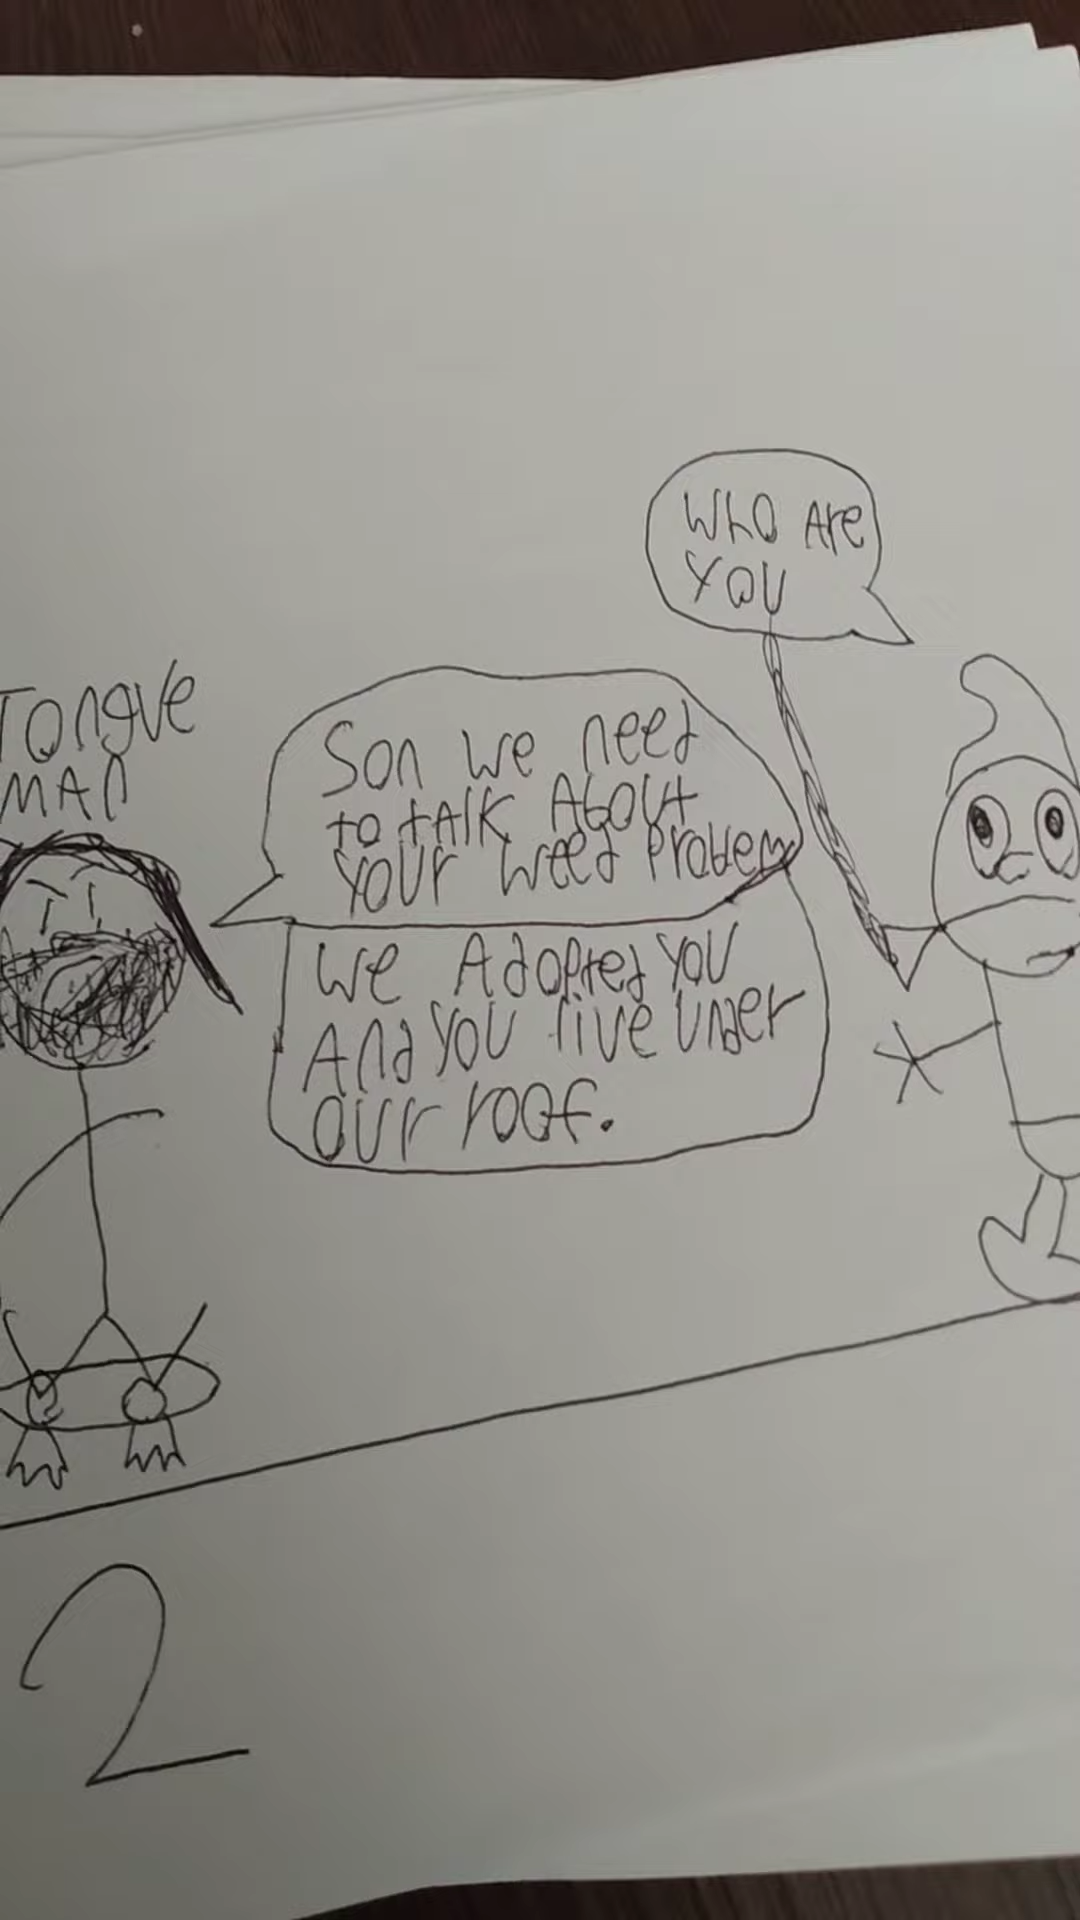 WhO Are
YOU
Tongue
MAn
Son we need
to tAlK About
YOUr weed Problem
We Adopted YOU
And YOU live Under
OUr roof.
2